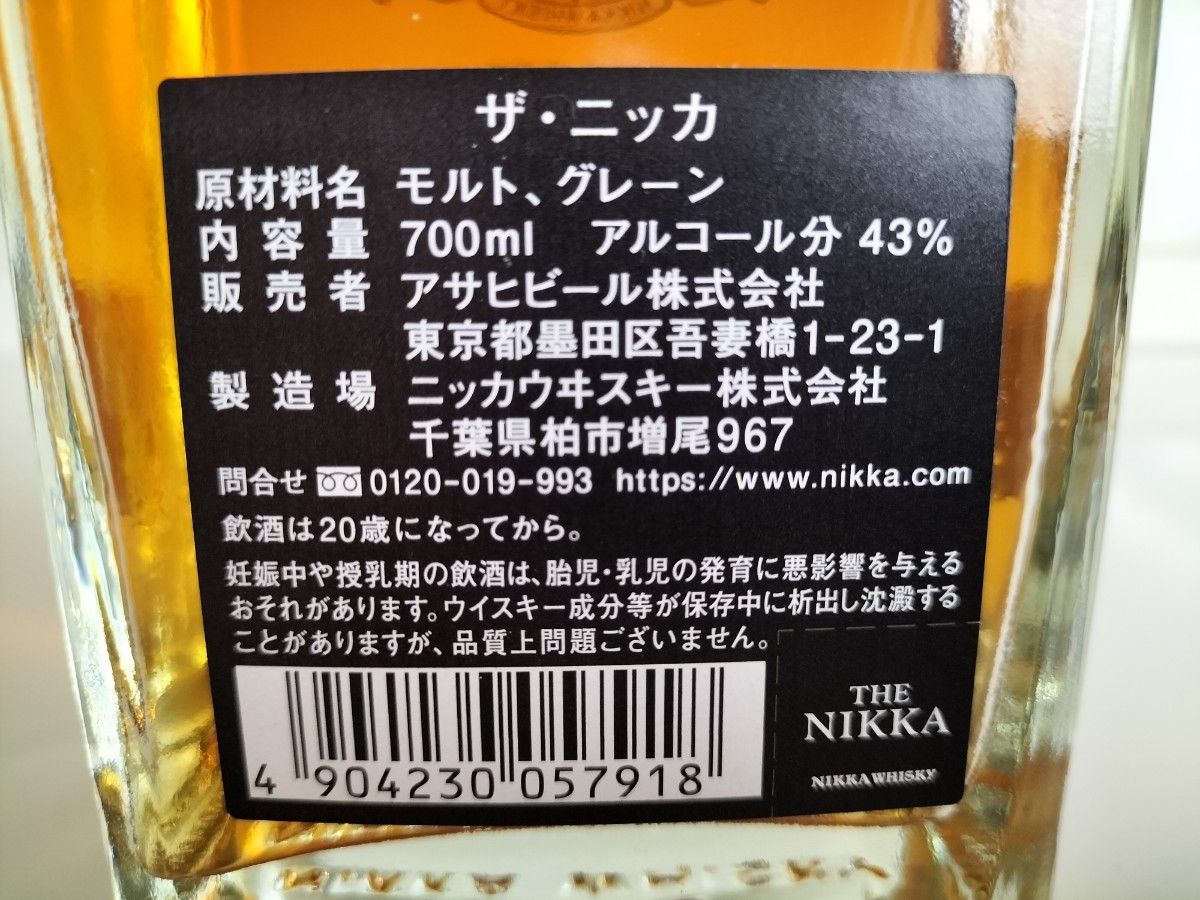 ザ・ニッカ
原材料名 モルト、グレーン
内容量 700ml アルコール分 43%
販売者 アサヒビール株式会社
東京都墨田区吾妻橋1-23-1
製造場 ニッカウヰスキー株式会社
千葉県柏市増尾967
問合せ 0120-019-993 https://www.nikka.com
飲酒は20歳になってから。
妊娠中や授乳期の飲酒は、胎児・乳児の発育に悪影響を与える
おそれがあります。ウイスキー成分等が保存中に析出し沈澱する
ことがありますが、品質上問題ございません。
THE
NIKKA
NIKKA WHISKY
4 904230 057918